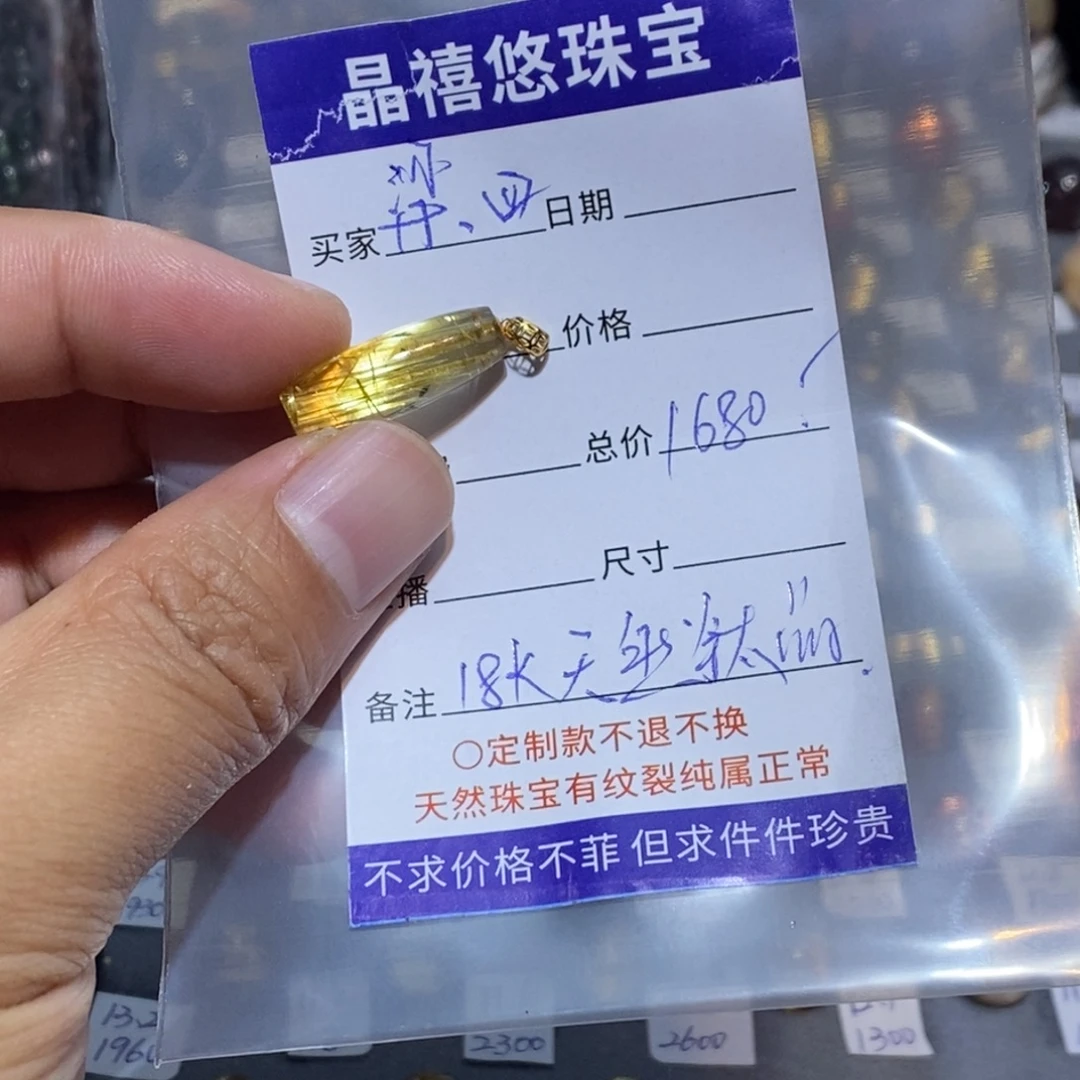 晶禧悠珠宝
买家 日期
价格
总价 1680
播 尺寸
备注 18K天然钛晶
○定制款不退不换
天然珠宝有纹裂纯属正常
不求价格不菲 但求件件珍贵
2300
2600
1300